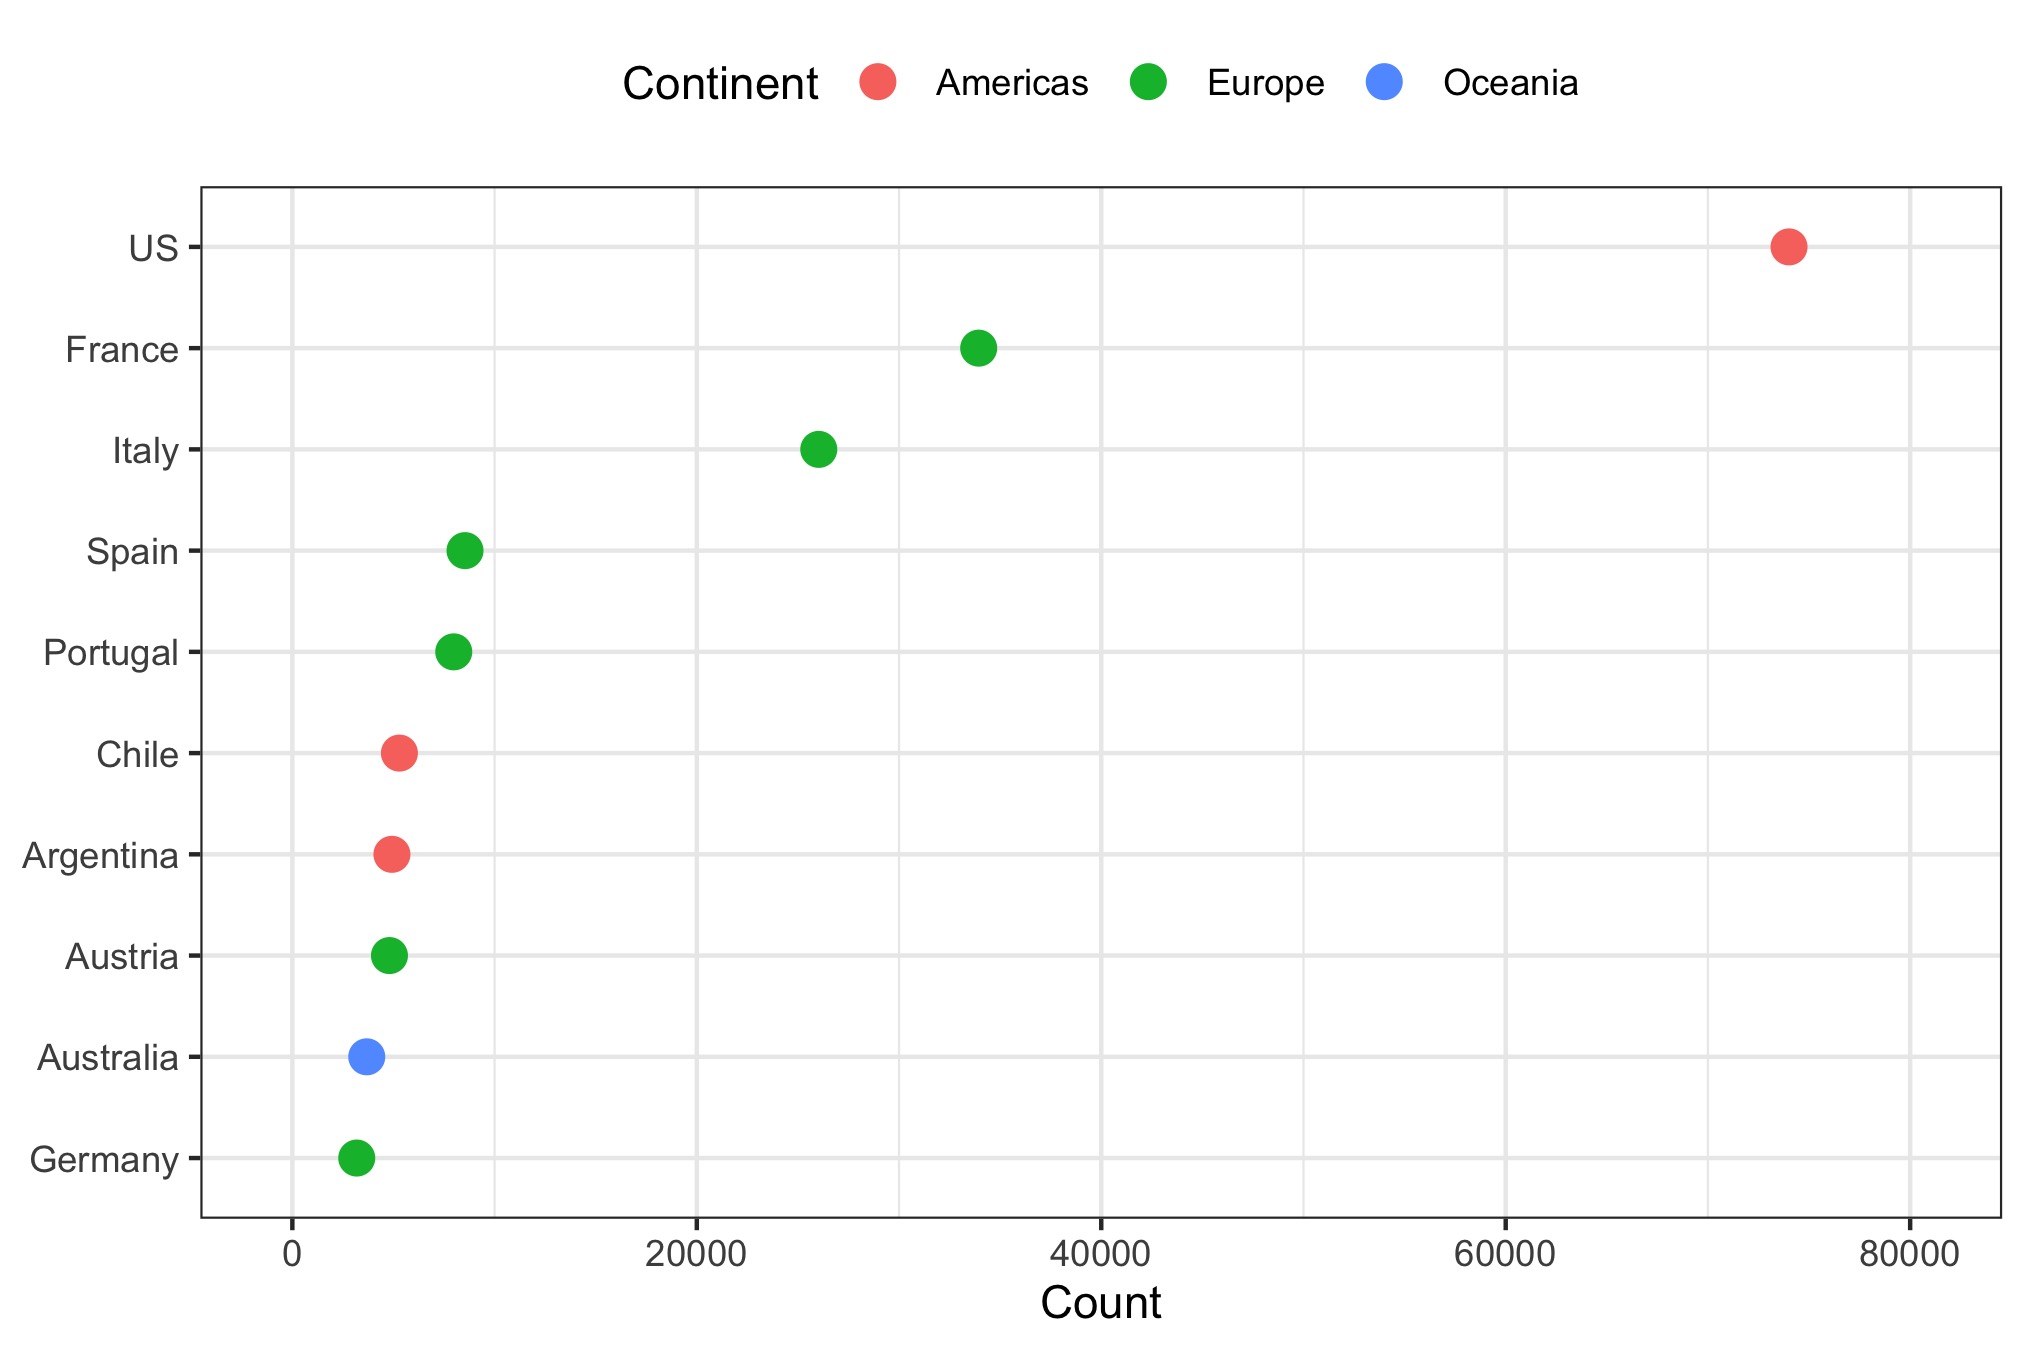 Continent Americas Europe Oceania
US
France
Italy
Spain
Portugal
Chile
Argentina
Austria
Australia
Germany
0 20000 40000 60000 80000
Count